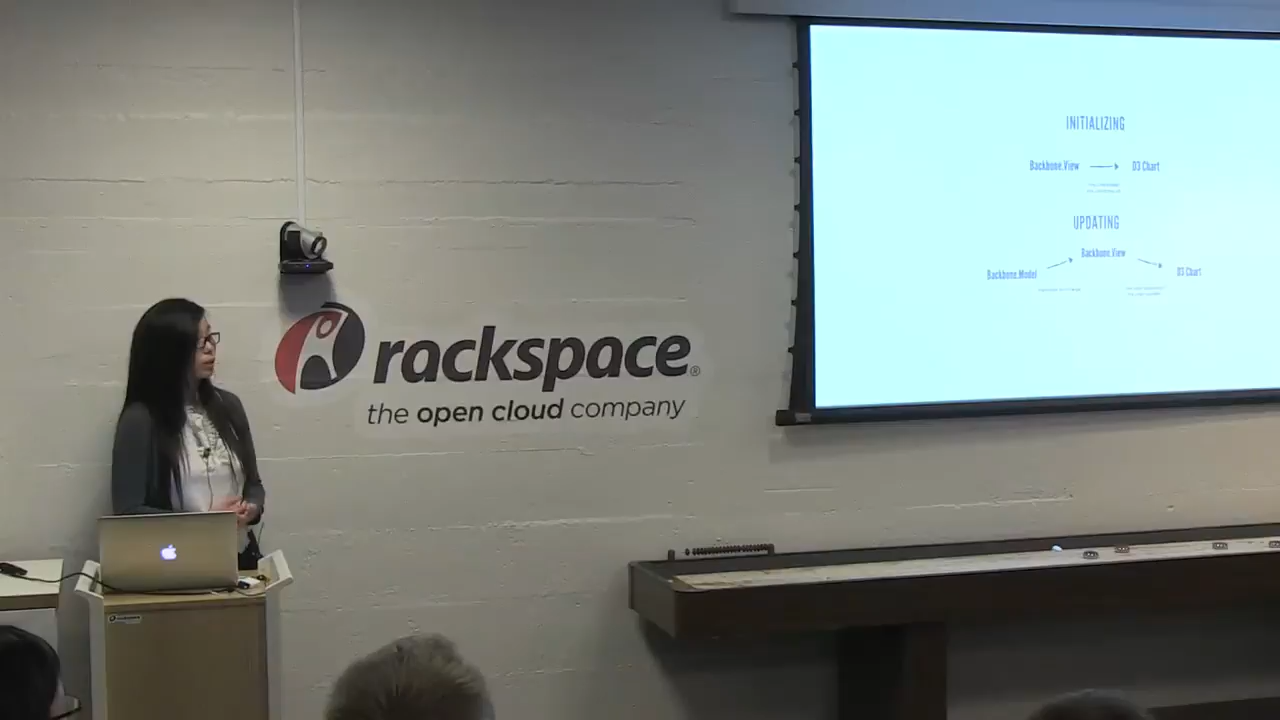 INITIALIZING
Backbone.View
D3 Chart
UPDATING
Backbone.View
Backbone.Model
D3 Chart
rackspace®
the open cloud company